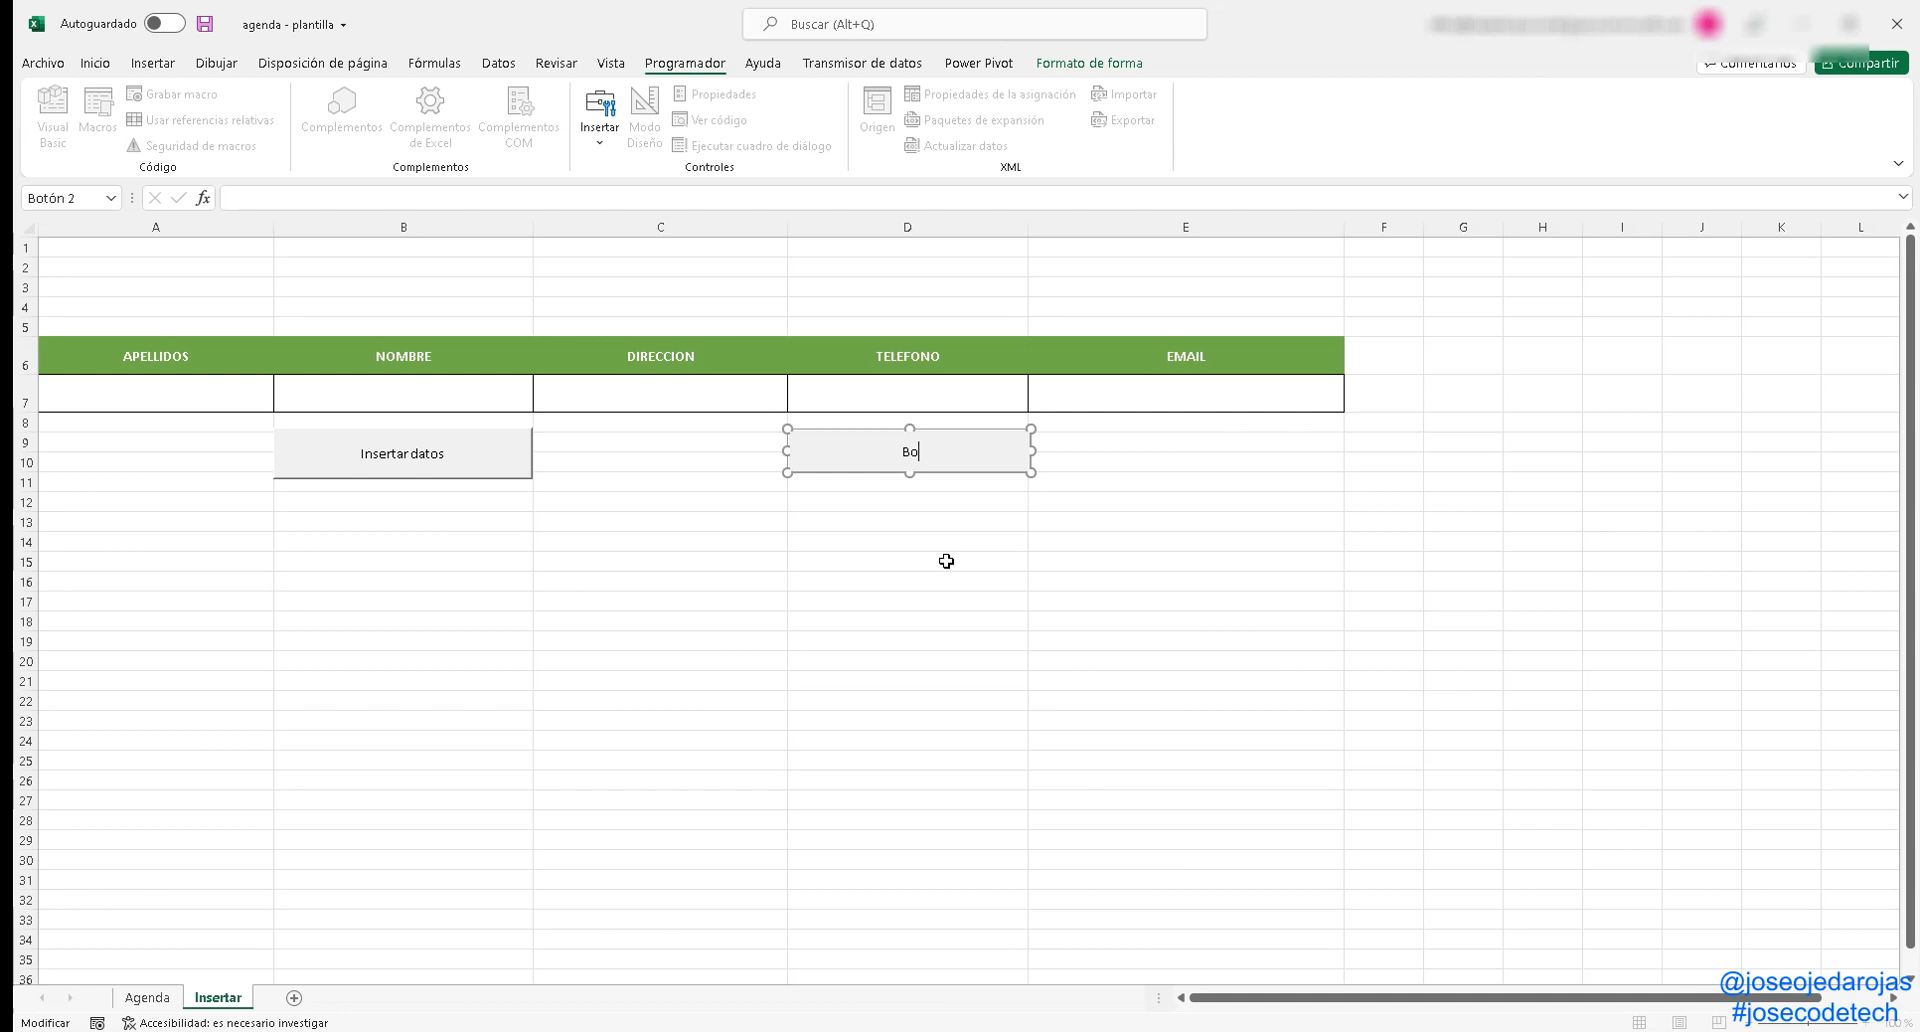 Autoguardado
agenda - plantilla
Buscar (Alt+Q)
Archivo Inicio Insertar Dibujar Disposición de página Fórmulas Datos Revisar Vista Programador Ayuda Transmisor de datos Power Pivot Formato de forma Comentarios Compartir
Visual Basic
Macros
Grabar macro
Usar referencias relativas
Seguridad de macros
Código
Complementos
Complementos de Excel
Complementos COM
Complementos
Insertar
Modo Diseño
Propiedades
Ver código
Ejecutar cuadro de diálogo
Controles
Origen
Propiedades de la asignación
Paquetes de expansión
Actualizar datos
Importar
Exportar
XML
Botón 2
fx
A B C D E F G H I J K L
1
2
3
4
5
6 APELLIDOS NOMBRE DIRECCION TELEFONO EMAIL
7
8
9
Insertar datos Bo
10
11
12
13
14
15
16
17
18
19
20
21
22
23
24
25
26
27
28
29
30
31
32
33
34
35
36
Agenda Insertar
@joseojedarojas
#josecodetech
Modificar Accesibilidad: es necesario investigar